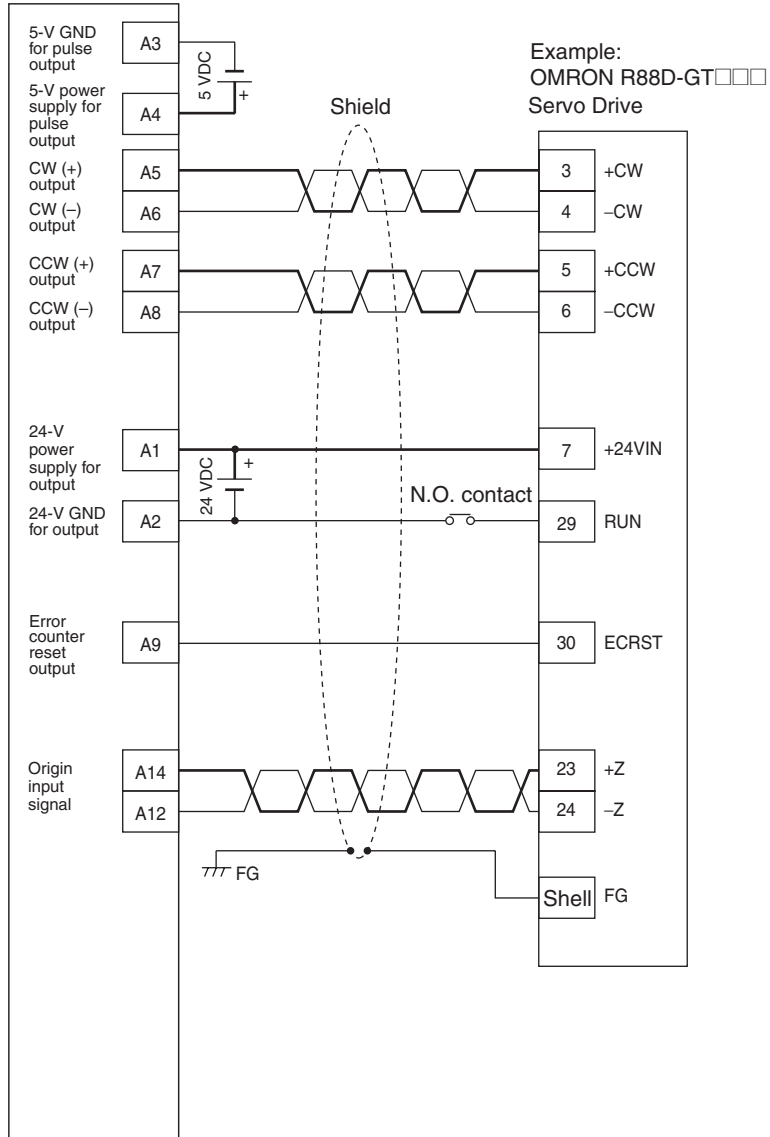 5-V GND
for pulse
output
A3
5 VDC
+
5-V power
supply for
pulse
output
A4
Example:
OMRON R88D-GT□□□
Servo Drive
Shield
CW (+)
output
A5
3
+CW
CW (–)
output
A6
4
–CW
CCW (+)
output
A7
5
+CCW
CCW (–)
output
A8
6
–CCW
24-V
power
supply for
output
A1
7
+24VIN
24 VDC
+
24-V GND
for output
A2
N.O. contact
29
RUN
Error
counter
reset
output
A9
30
ECRST
Origin
input
signal
A14
23
+Z
A12
24
–Z
FG
Shell
FG